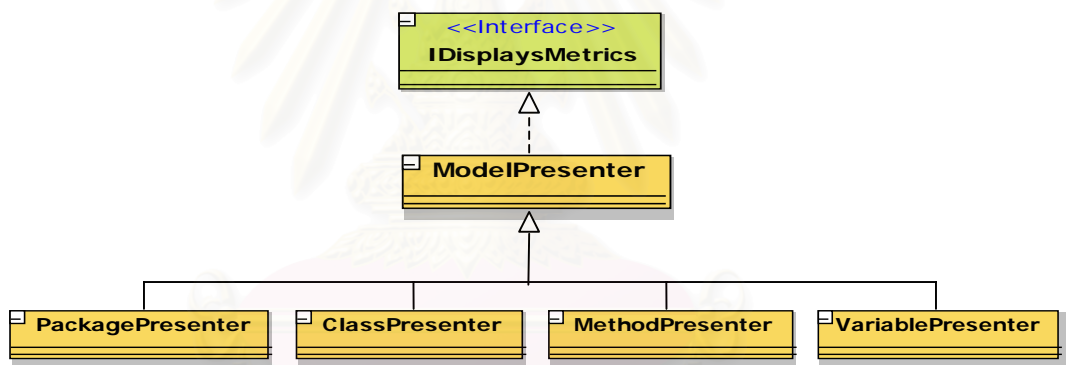 <<Interface>>
IDisplaysMetrics
ModelPresenter
PackagePresenter
ClassPresenter
MethodPresenter
VariablePresenter